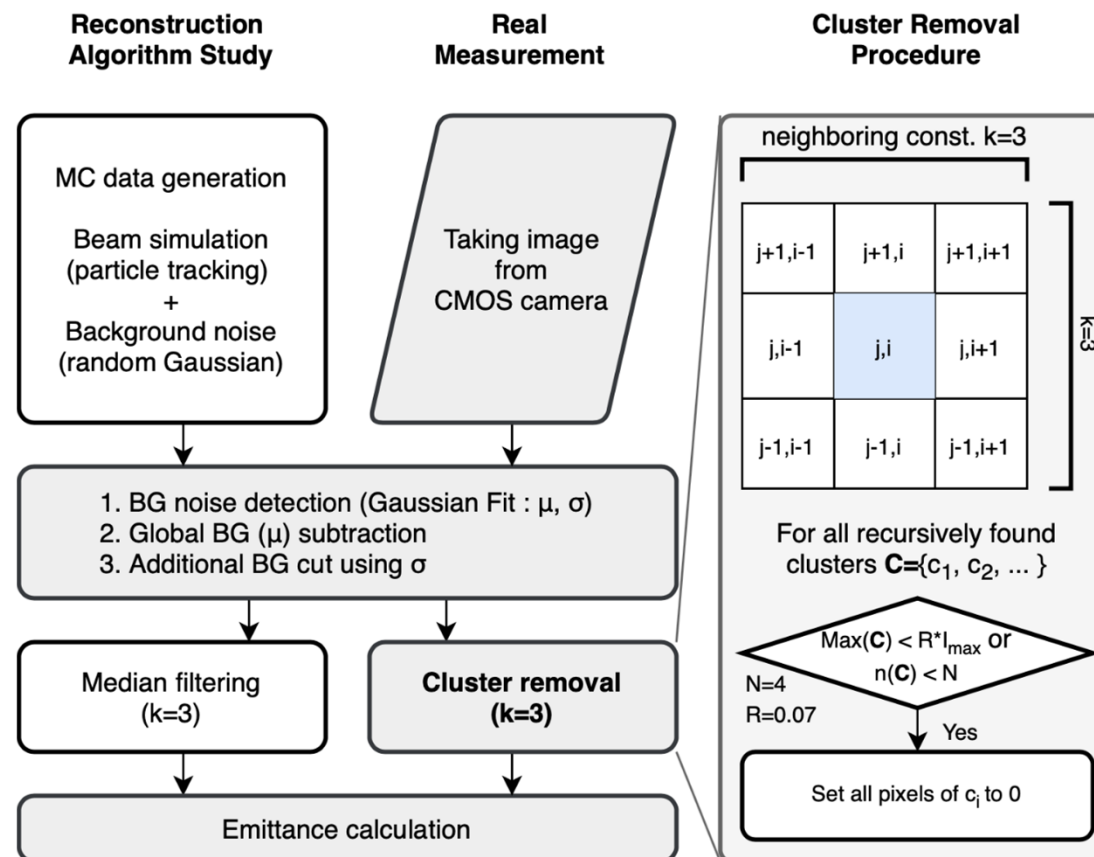 Reconstruction
Algorithm Study
Real
Measurement
Cluster Removal
Procedure
MC data generation
Beam simulation
(particle tracking)
+
Background noise
(random Gaussian)
Taking image
from
CMOS camera
1. BG noise detection (Gaussian Fit : μ, σ)
2. Global BG (μ) subtraction
3. Additional BG cut using σ
Median filtering
(k=3)
Cluster removal
(k=3)
Emittance calculation
neighboring const. k=3
j+1,i-1
j+1,i
j+1,i+1
j,i-1
j,i
j,i+1
j-1,i-1
j-1,i
j-1,i+1
k=3
For all recursively found
clusters C={c₁, c₂, ... }
Max(C) < R*Imax or
n(C) < N
N=4
R=0.07
Yes
Set all pixels of cᵢ to 0